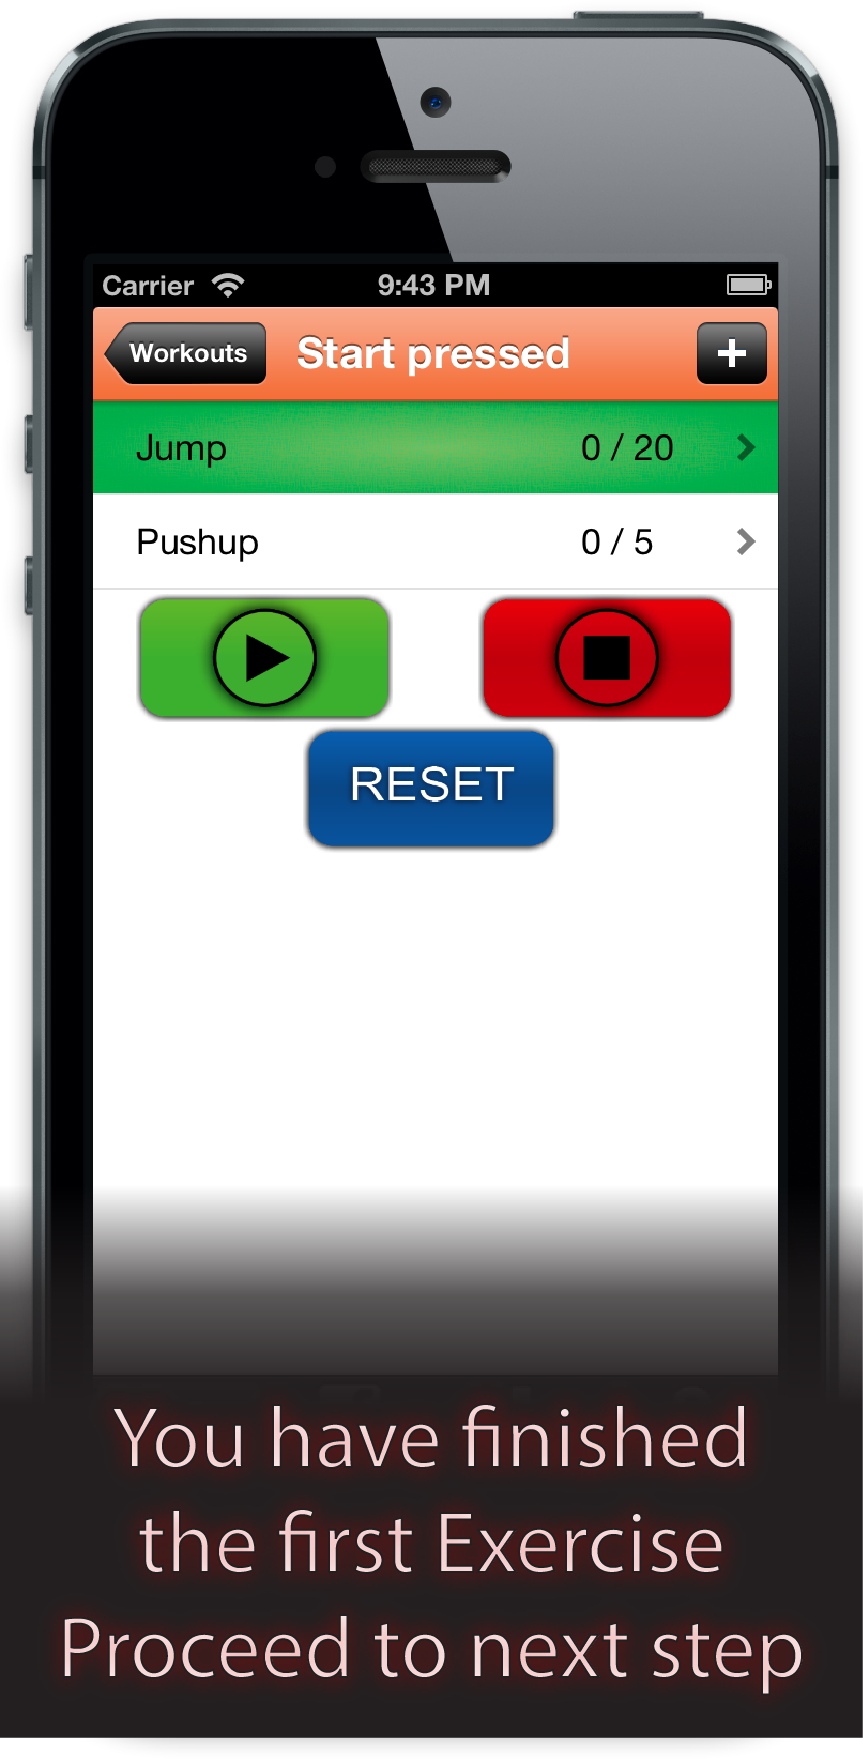 Carrier 9:43 PM
Workouts Start pressed +
Jump 0 / 20
Pushup 0 / 5
RESET
You have finished
the first Exercise
Proceed to next step